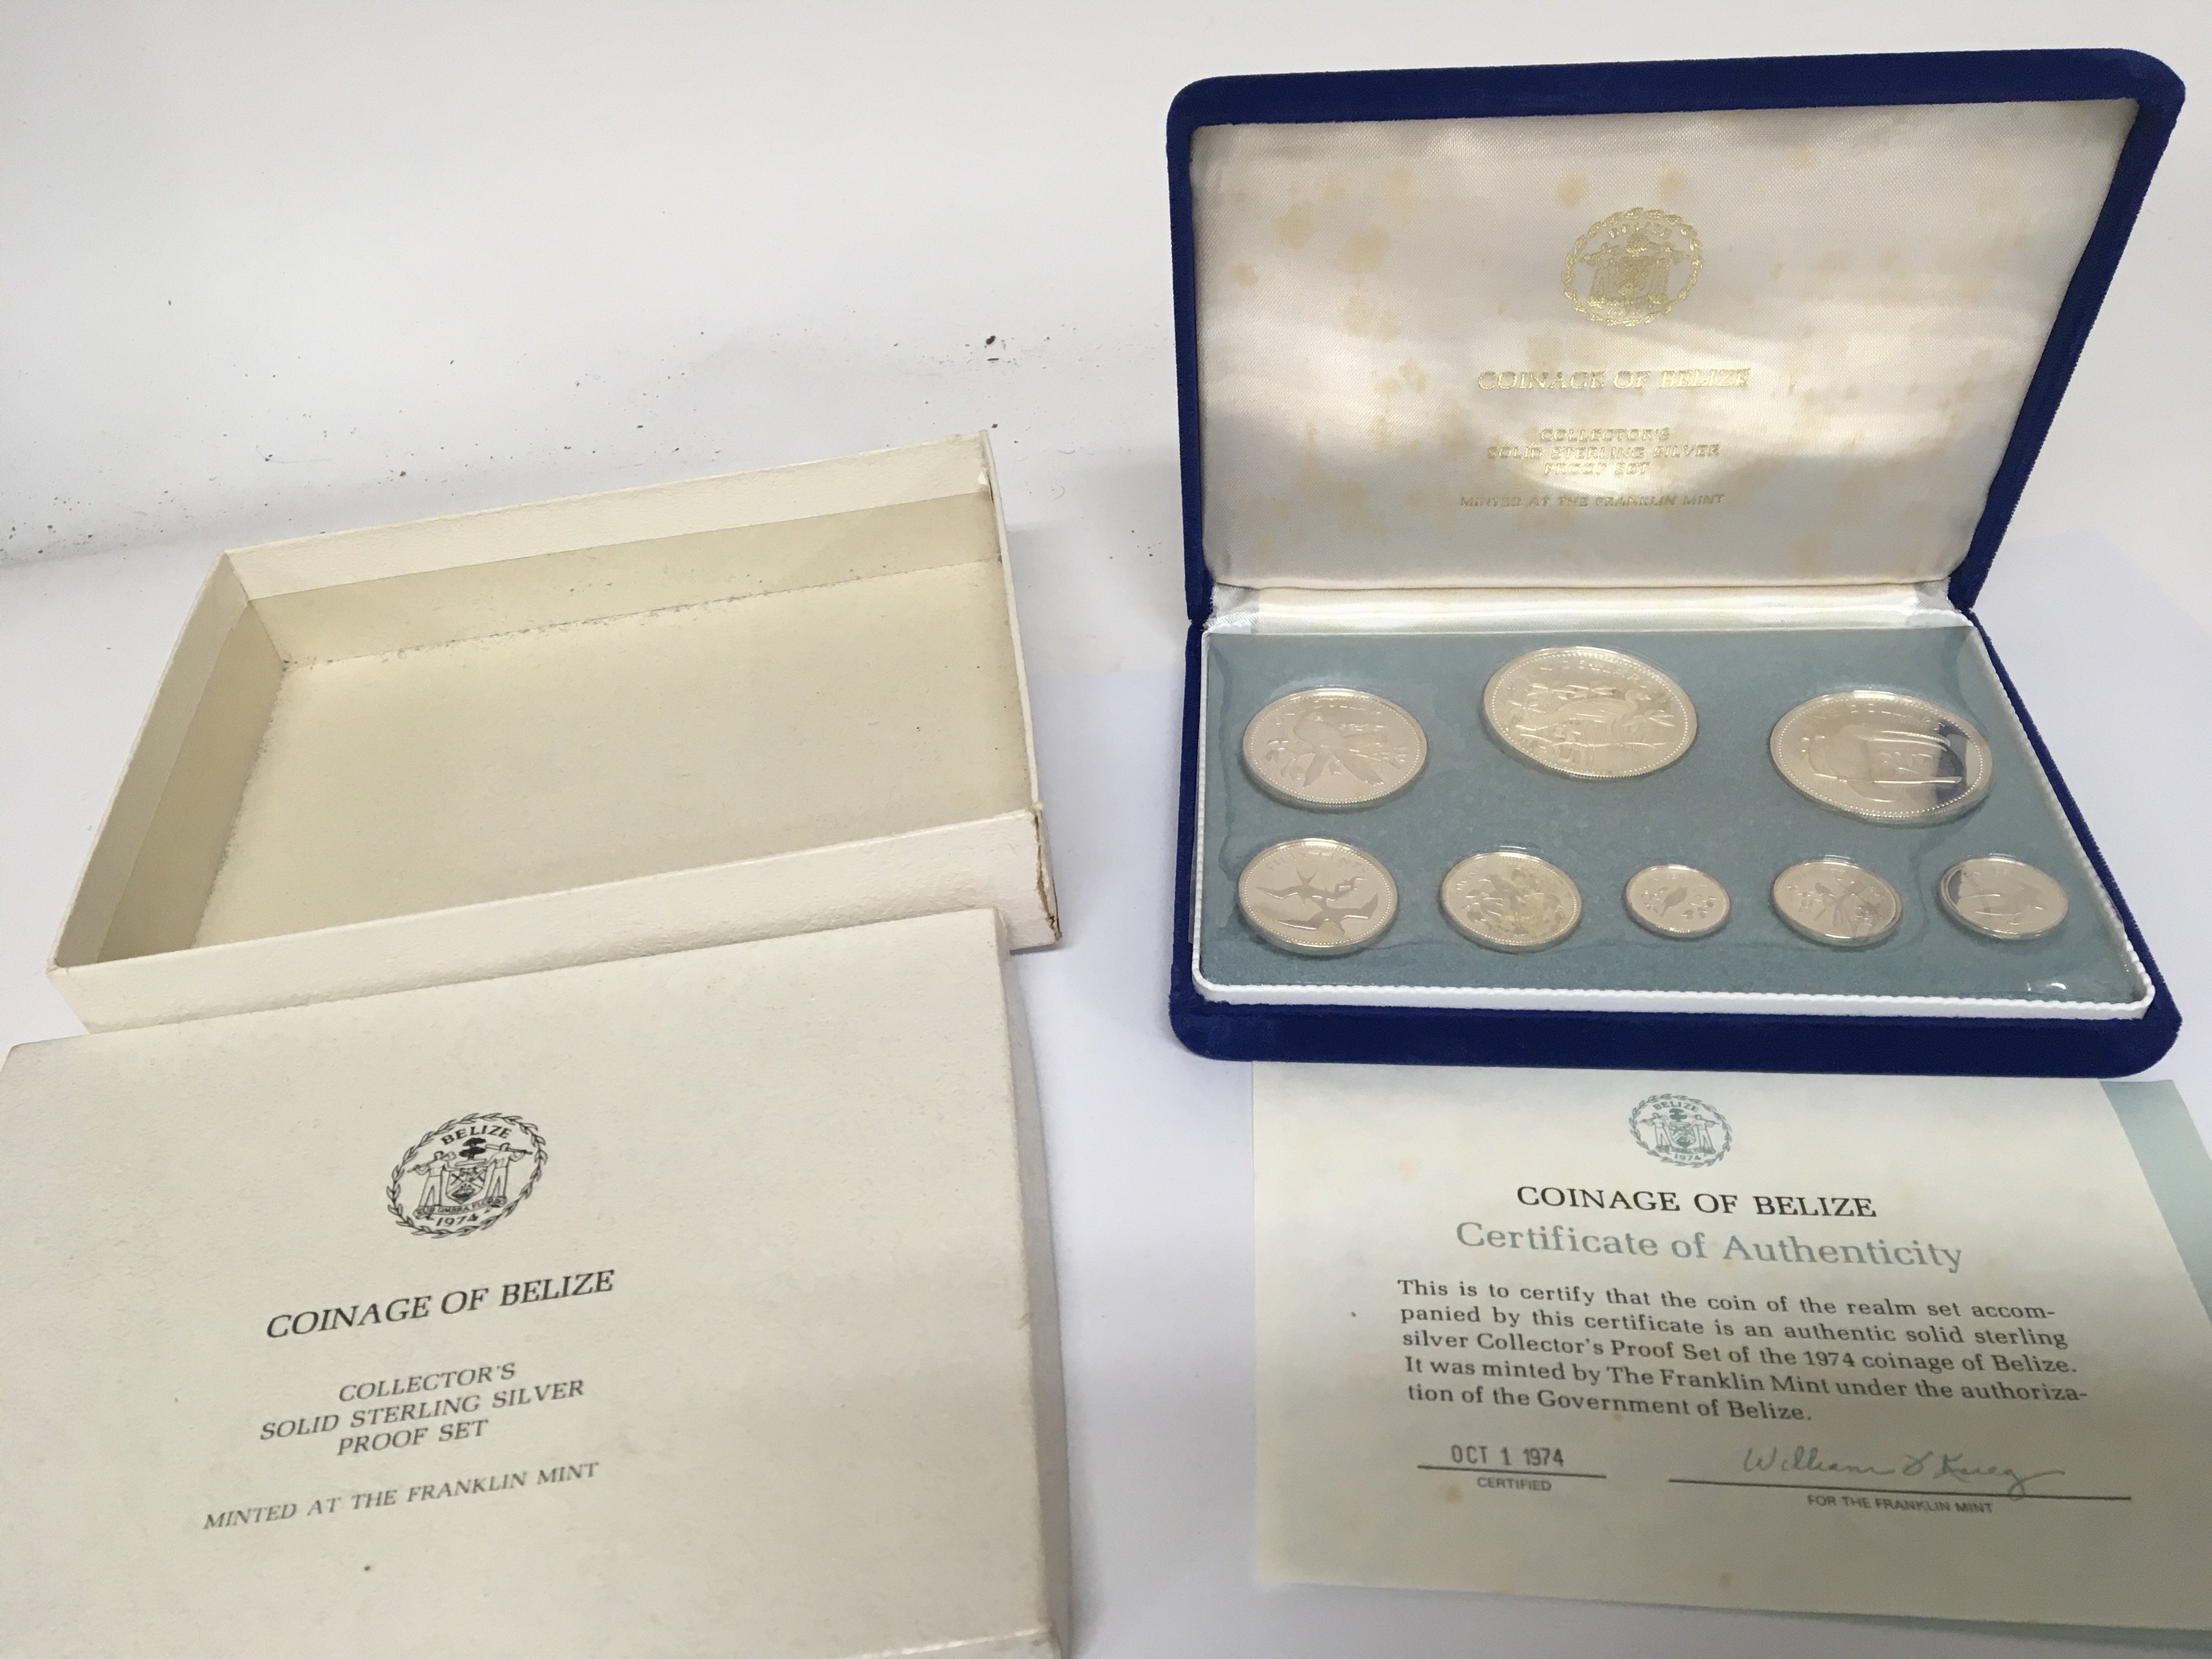 BELIZE
1974
COINAGE OF BELIZE
COLLECTOR'S
SOLID STERLING SILVER
PROOF SET
MINTED AT THE FRANKLIN MINT
COINAGE OF BELIZE
COLLECTOR'S
SOLID STERLING SILVER
PROOF SET
MINTED AT THE FRANKLIN MINT
BELIZE
1974
COINAGE OF BELIZE
Certificate of Authenticity
This is to certify that the coin of the realm set accom-
panied by this certificate is an authentic solid sterling
silver Collector's Proof Set of the 1974 coinage of Belize.
It was minted by The Franklin Mint under the authoriza-
tion of the Government of Belize.
OCT 1 1974
CERTIFIED
William
FOR THE FRANKLIN MINT